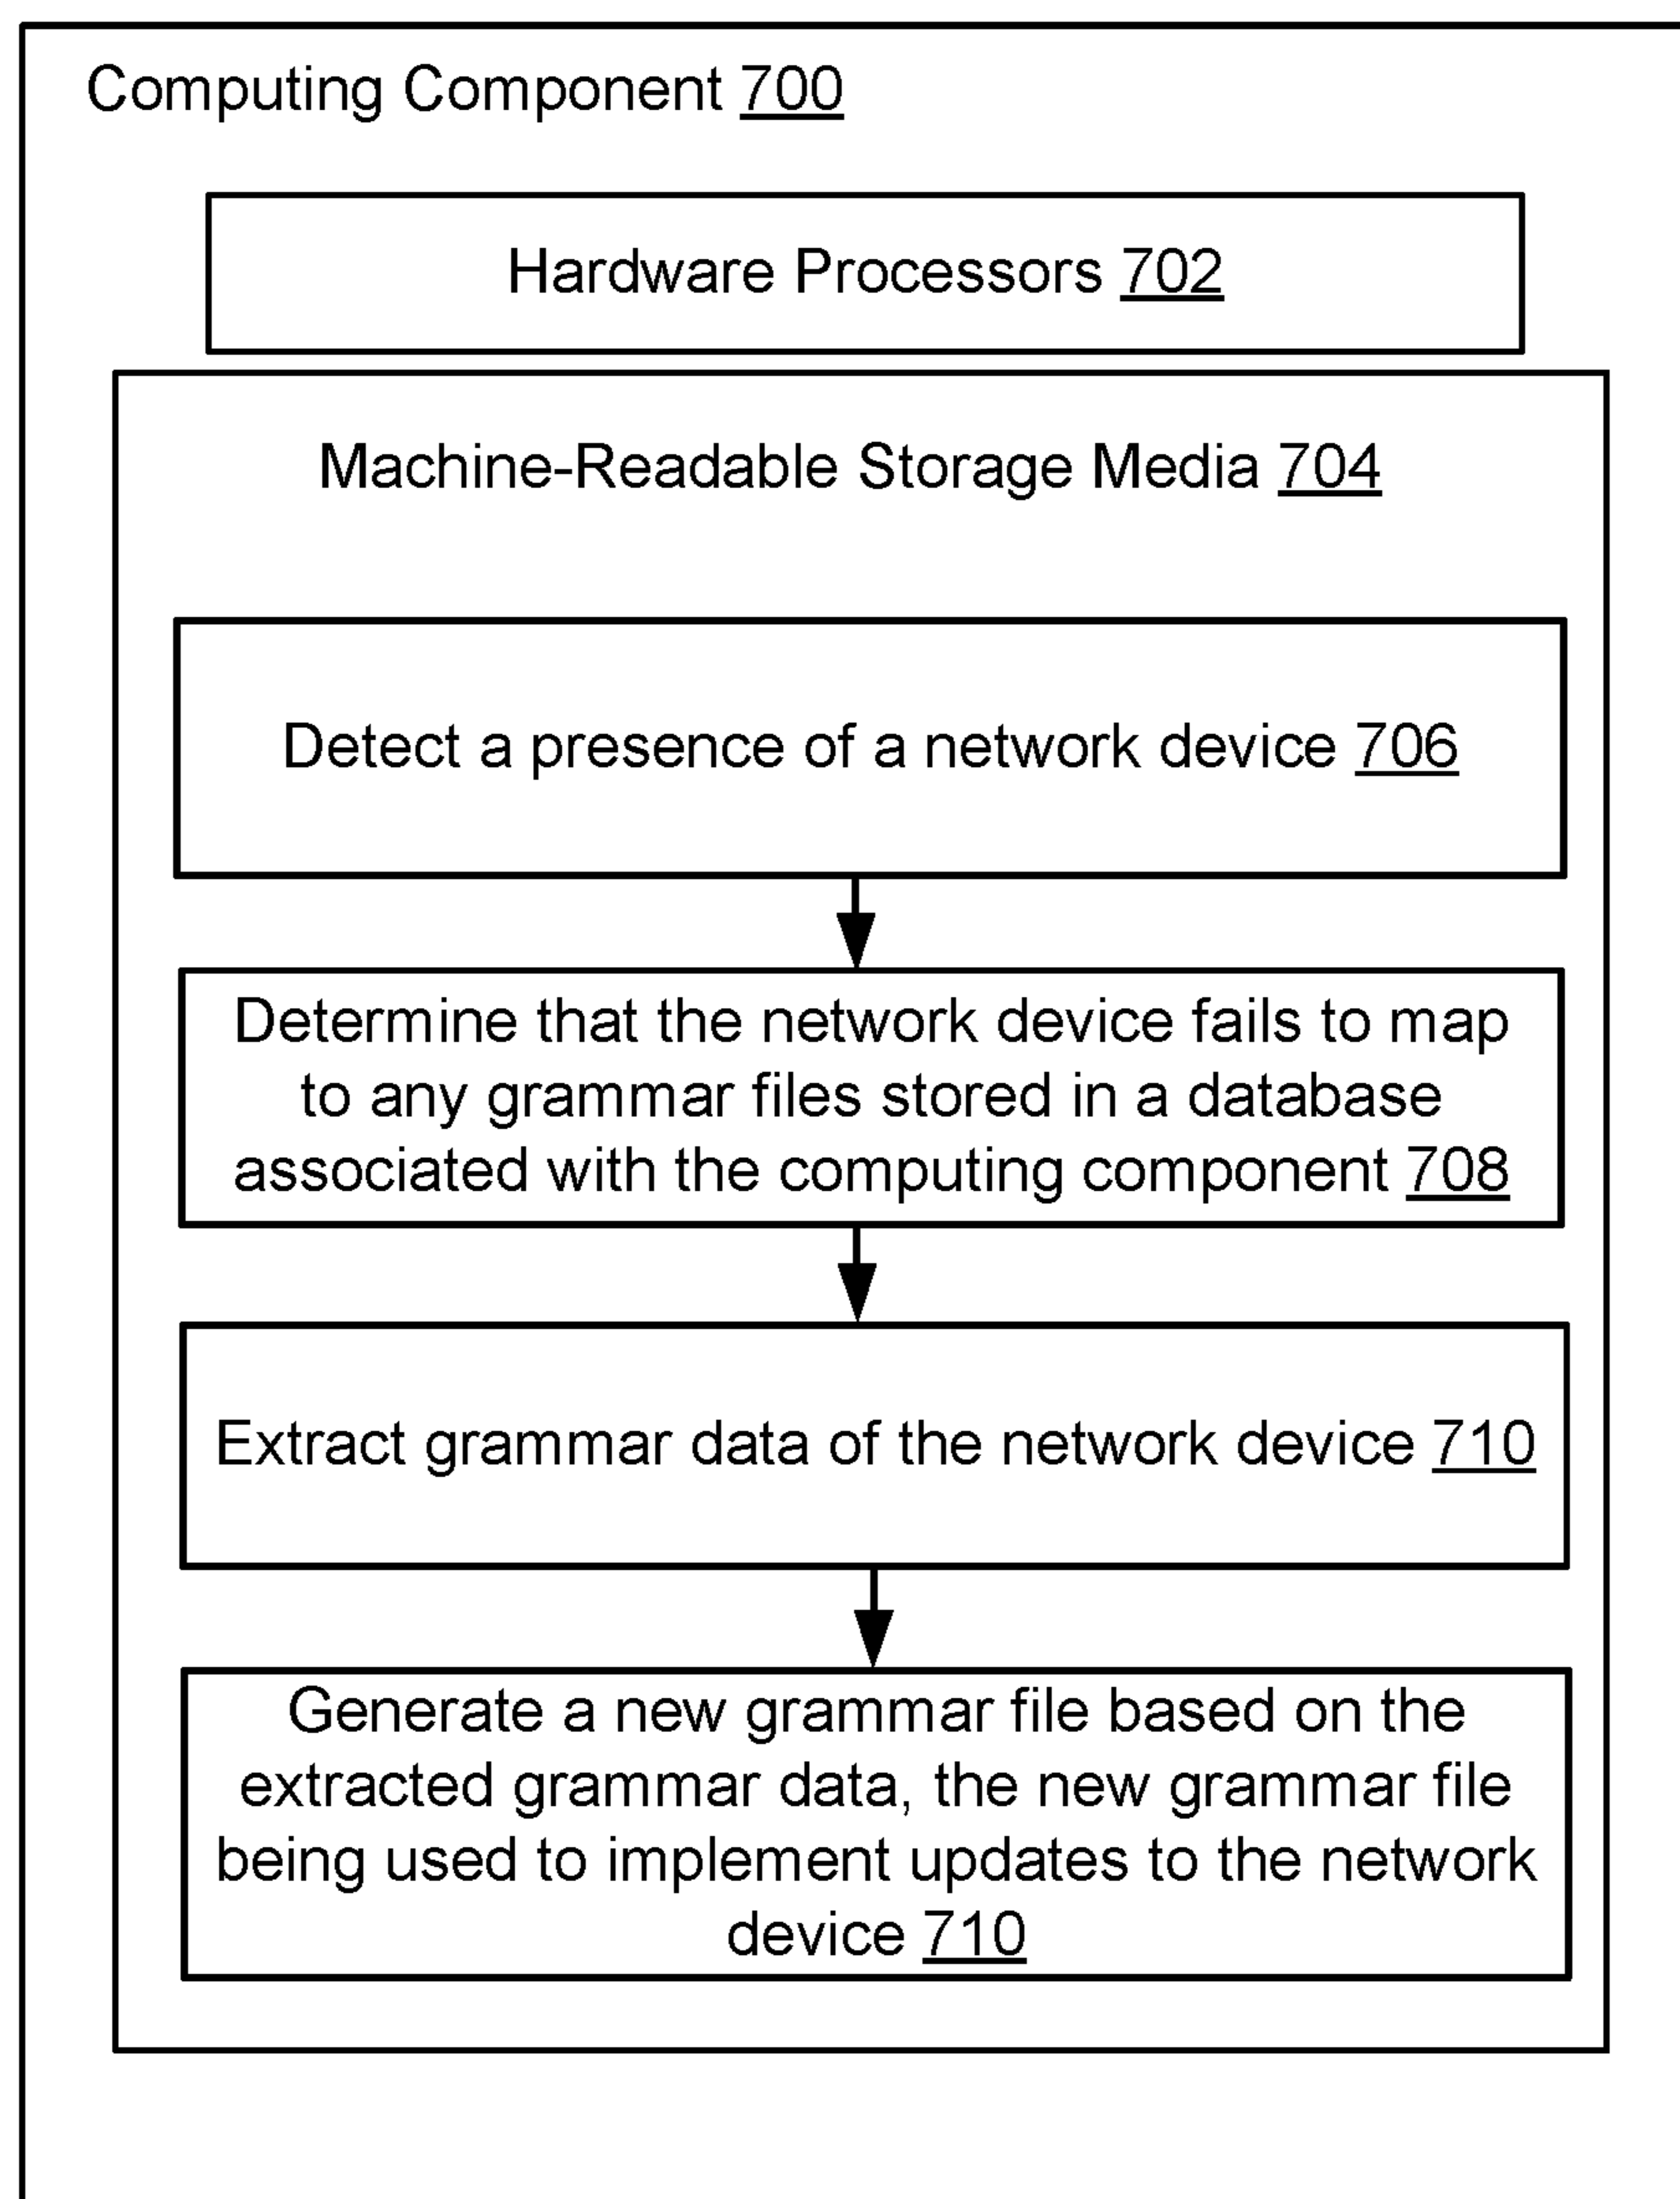 Computing Component 700
Hardware Processors 702
Machine-Readable Storage Media 704
Detect a presence of a network device 706
Determine that the network device fails to map
to any grammar files stored in a database
associated with the computing component 708
Extract grammar data of the network device 710
Generate a new grammar file based on the
extracted grammar data, the new grammar file
being used to implement updates to the network
device 710